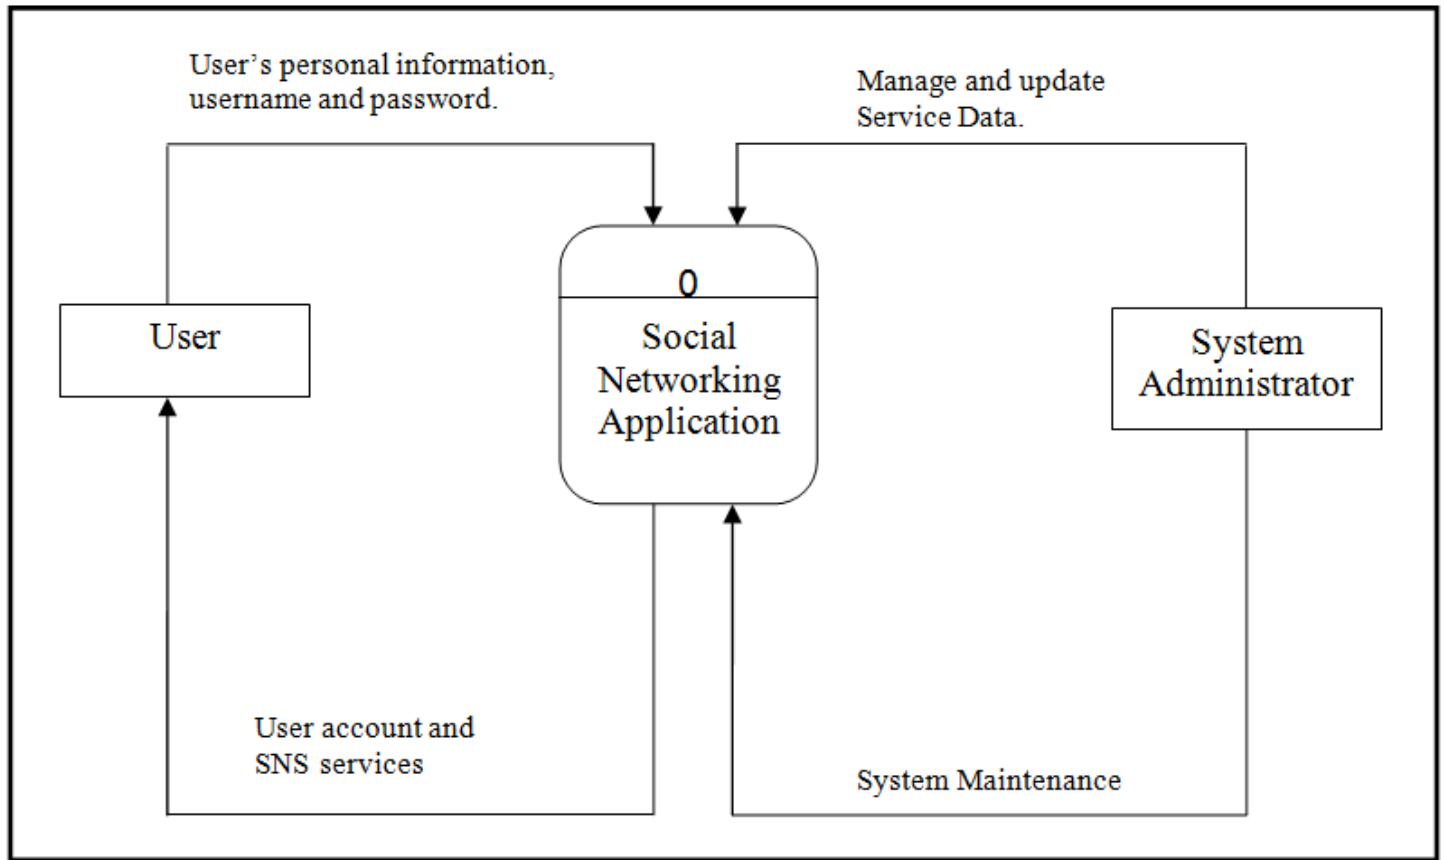 User’s personal information,
username and password.
Manage and update
Service Data.
0
User
Social
Networking
Application
System
Administrator
User account and
SNS services
System Maintenance